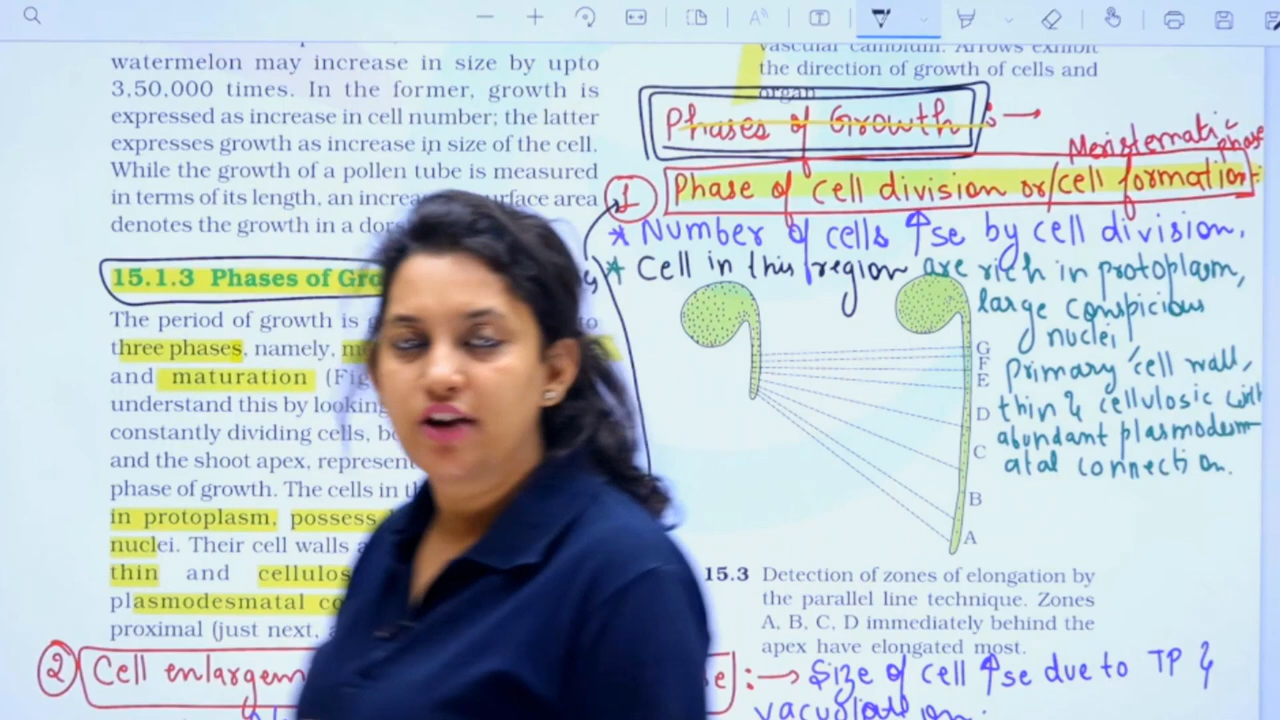 watermelon may increase in size by upto
3,50,000 times. In the former, growth is
expressed as increase in cell number; the latter
expresses growth as increase in size of the cell.
While the growth of a pollen tube is measured
in terms of its length, an increa surface area
denotes the growth in a dors
15.1.3 Phases of Gro
The period of growth is g to
three phases, namely, me
and maturation (Fig
understand this by looking
constantly dividing cells, bo
and the shoot apex, represent
phase of growth. The cells in th
in protoplasm, possess
nuclei. Their cell walls a
thin and cellulos
plasmodesmatal co
proximal (just next, a
2 Cell enlargem
vascular cambium. Arrows exhibit
the direction of growth of cells and
organ
Phases of Growth :→
Meristematic phase
1 Phase of cell division or/cell formation:
* Number of cells ↑se by cell division.
* Cell in this region are rich in protoplasm,
large conspicious
nuclei
Primary cell wall,
thin & cellulosic with
abundant plasmodesm
atal connection.
G
F
E
D
C
B
A
15.3 Detection of zones of elongation by
the parallel line technique. Zones
A, B, C, D immediately behind the
apex have elongated most.
se :→ Size of cell ↑se due to TP &
vacuolation.